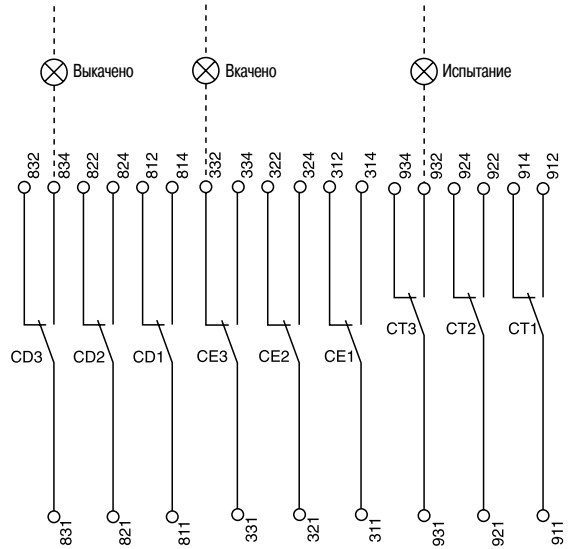 Выкачено
Вкачено
Испытание
832 834 822 824 812 814 332 334 322 324 312 314 934 932 924 922 914 912
CD3 CD2 CD1 CE3 CE2 CE1 CT3 CT2 CT1
831 821 811 331 321 311 931 921 911